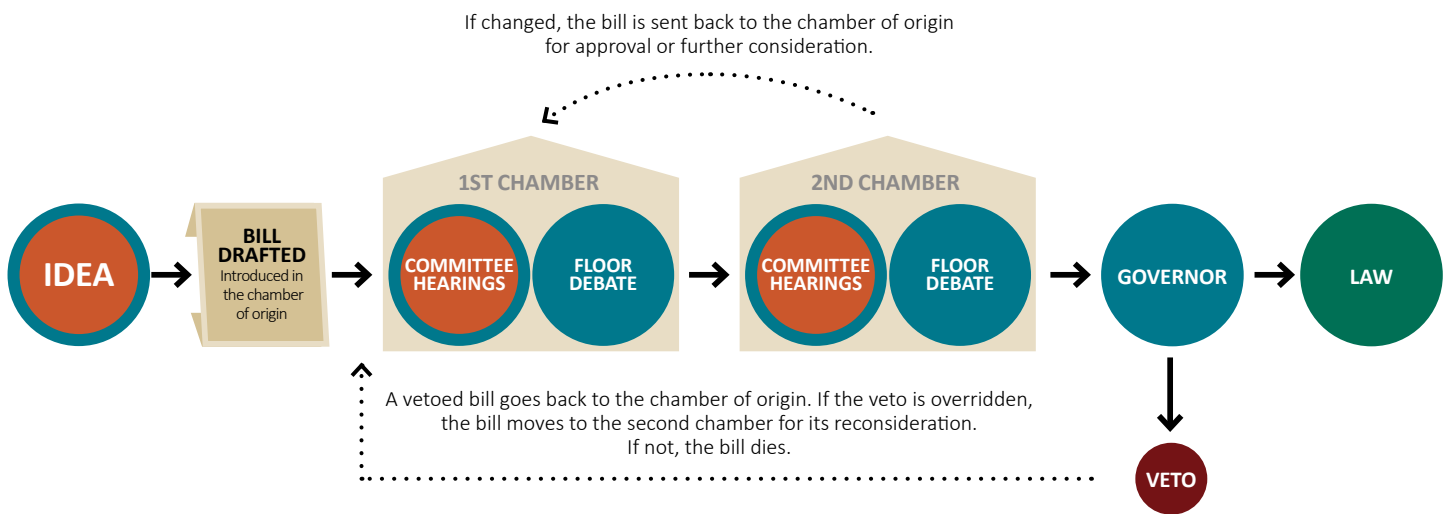 If changed, the bill is sent back to the chamber of origin
for approval or further consideration.
1ST CHAMBER
2ND CHAMBER
IDEA
BILL
DRAFTED
Introduced in
the chamber
of origin
COMMITTEE
HEARINGS
FLOOR
DEBATE
COMMITTEE
HEARINGS
FLOOR
DEBATE
GOVERNOR
LAW
A vetoed bill goes back to the chamber of origin. If the veto is overridden,
the bill moves to the second chamber for its reconsideration.
If not, the bill dies.
VETO